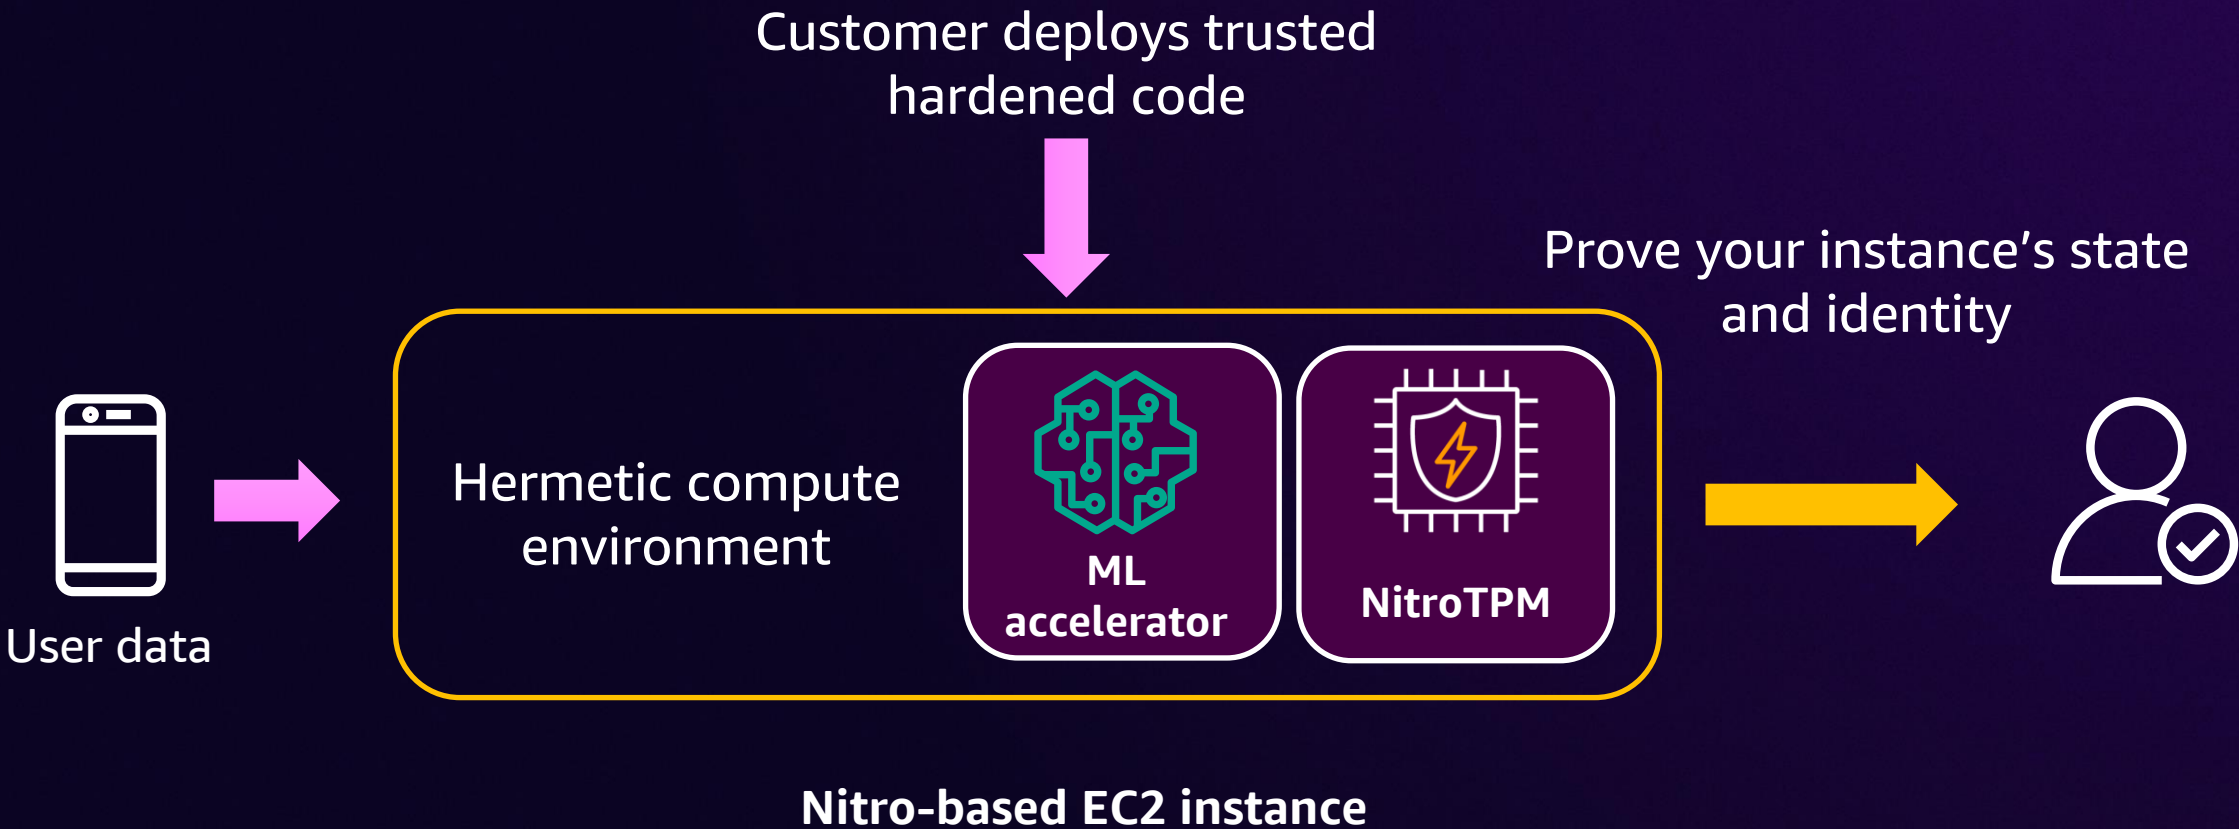 Customer deploys trusted
hardened code
Prove your instance’s state
and identity
Hermetic compute
environment
ML
accelerator
NitroTPM
User data
Nitro-based EC2 instance